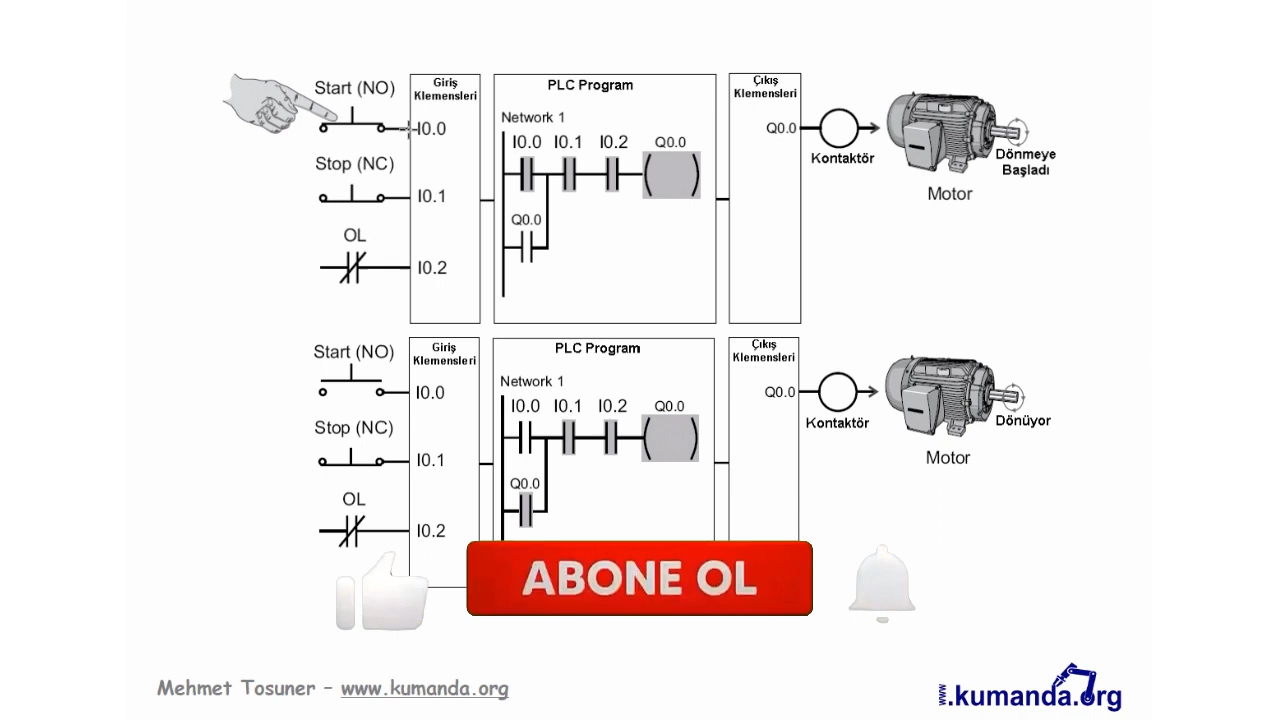 Start (NO)
Giriş
Klemensleri
PLC Program
Çıkış
Klemensleri
Network 1
I0.0
I0.0 I0.1 I0.2 Q0.0
Q0.0
Kontaktör
Dönmeye
Başladı
Motor
Stop (NC)
I0.1
Q0.0
OL
I0.2
Start (NO)
Giriş
Klemensleri
PLC Program
Çıkış
Klemensleri
Network 1
I0.0
I0.0 I0.1 I0.2 Q0.0
Q0.0
Kontaktör
Dönüyor
Motor
Stop (NC)
I0.1
Q0.0
OL
I0.2
ABONE OL
Mehmet Tosuner – www.kumanda.org
www.kumanda.org